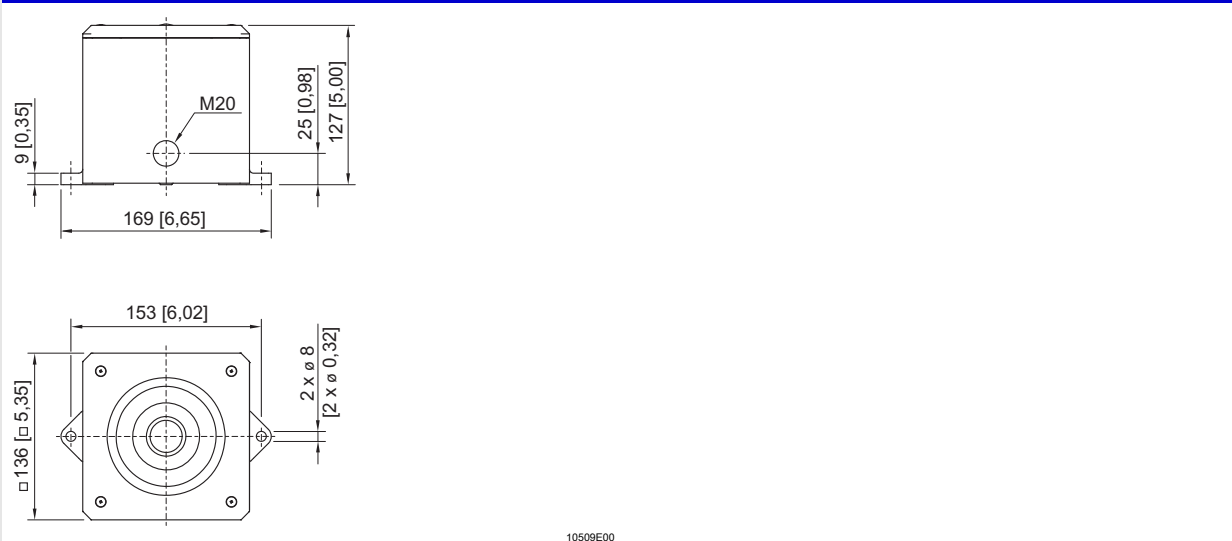 M20
9 [0,35]
25 [0,98]
127 [5,00]
169 [6,65]
153 [6,02]
2 x ø 8
[2 x ø 0,32]
□ 136 [□ 5,35]
10509E00